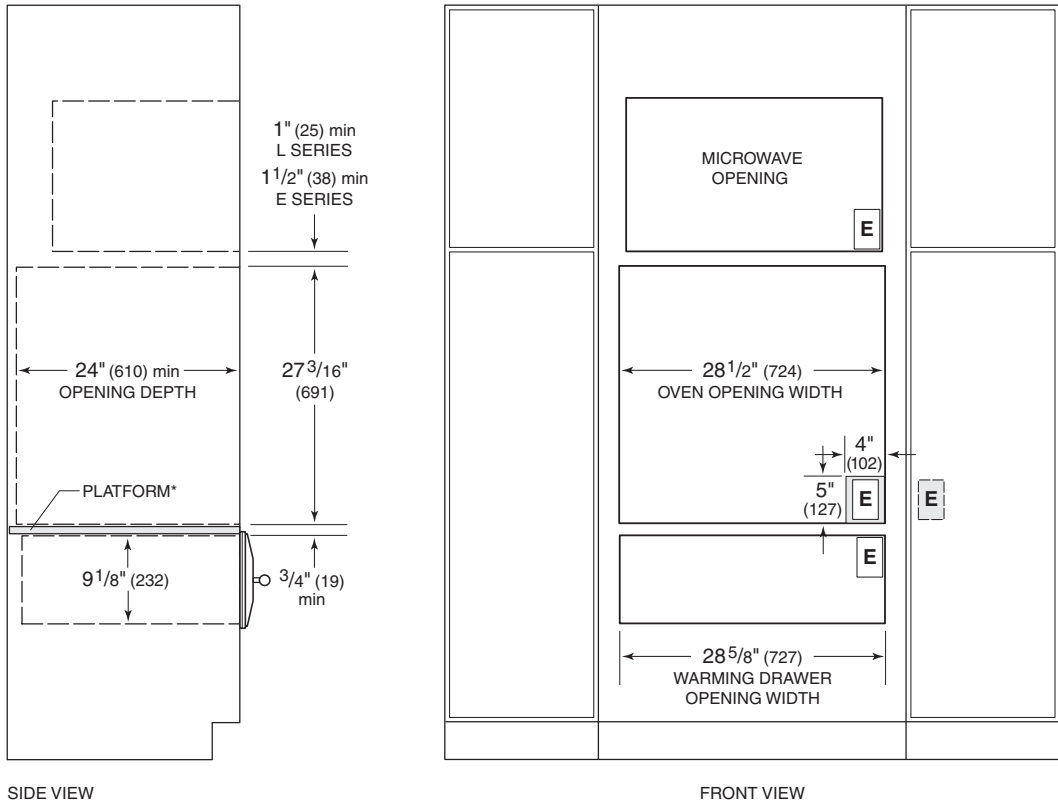 1" (25) min
L SERIES
1 1/2" (38) min
E SERIES
24" (610) min
OPENING DEPTH
27 3/16"
(691)
PLATFORM*
9 1/8" (232)
3/4" (19)
min
MICROWAVE
OPENING
E
28 1/2" (724)
OVEN OPENING WIDTH
4"
(102)
5"
(127)
E
E
E
28 5/8" (727)
WARMING DRAWER
OPENING WIDTH
SIDE VIEW
FRONT VIEW